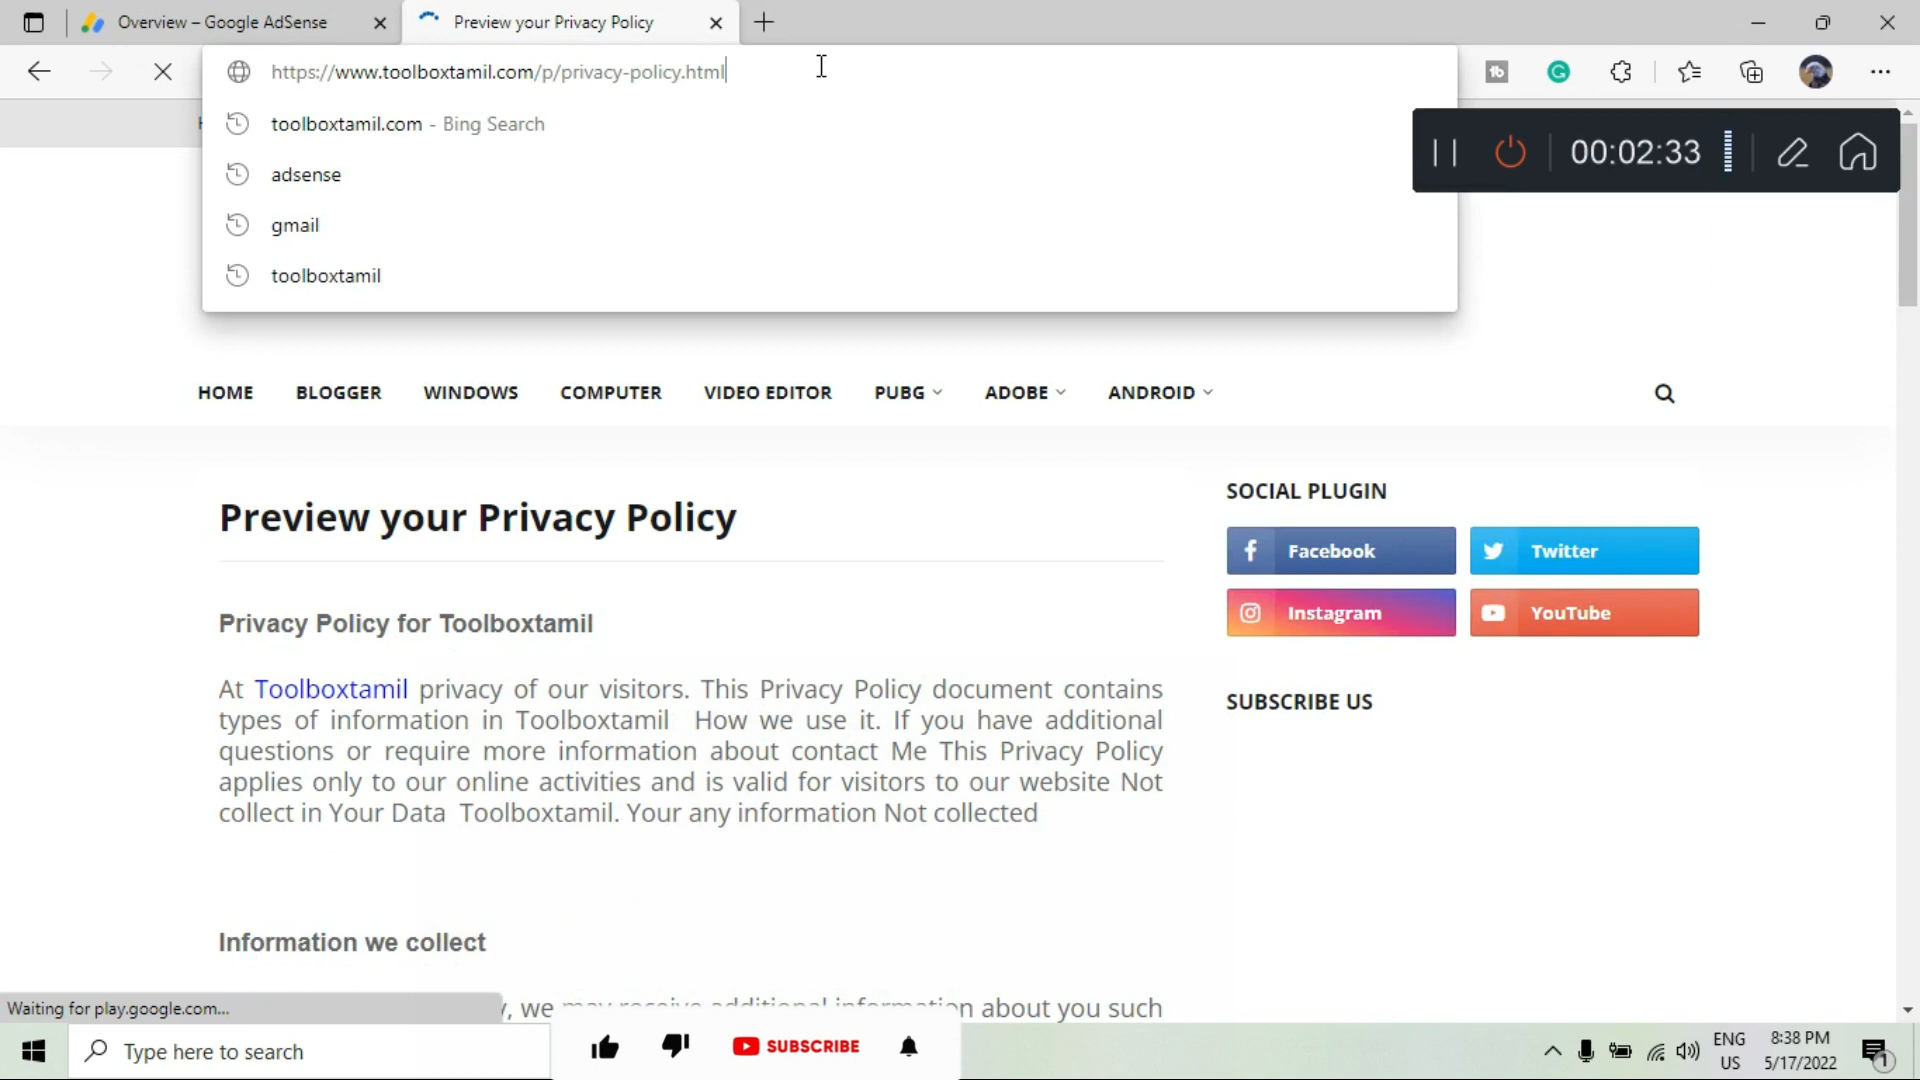 Overview – Google AdSense
Preview your Privacy Policy
https://www.toolboxtamil.com/p/privacy-policy.html
toolboxtamil.com - Bing Search
adsense
gmail
toolboxtamil
00:02:33
HOME BLOGGER WINDOWS COMPUTER VIDEO EDITOR PUBG ADOBE ANDROID
Preview your Privacy Policy
Privacy Policy for Toolboxtamil
At Toolboxtamil privacy of our visitors. This Privacy Policy document contains
types of information in Toolboxtamil How we use it. If you have additional
questions or require more information about contact Me This Privacy Policy
applies only to our online activities and is valid for visitors to our website Not
collect in Your Data Toolboxtamil. Your any information Not collected
Information we collect
, we may receive additional information about you such
SOCIAL PLUGIN
Facebook Twitter
Instagram YouTube
SUBSCRIBE US
Waiting for play.google.com...
Type here to search
SUBSCRIBE
ENG
US
8:38 PM
5/17/2022
1